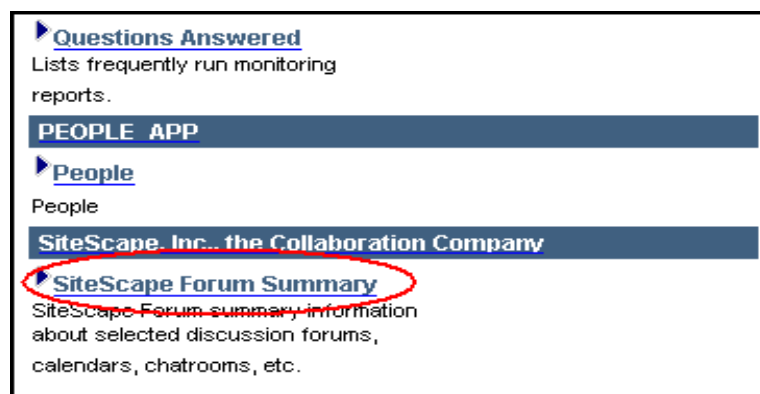 Questions Answered
Lists frequently run monitoring
reports.
PEOPLE_APP
People
People
SiteScape, Inc., the Collaboration Company
SiteScape Forum Summary
SiteScape Forum summary information
about selected discussion forums,
calendars, chatrooms, etc.